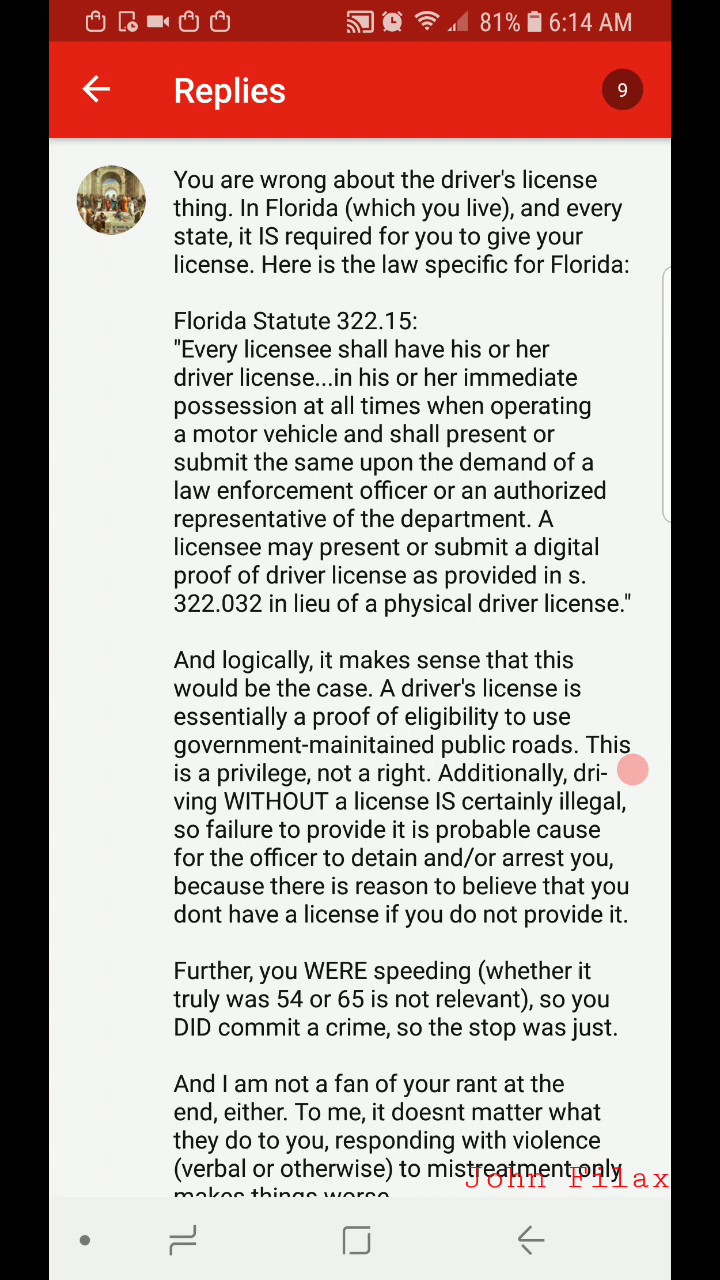 81% 6:14 AM
Replies
9
You are wrong about the driver's license
thing. In Florida (which you live), and every
state, it IS required for you to give your
license. Here is the law specific for Florida:
Florida Statute 322.15:
"Every licensee shall have his or her
driver license...in his or her immediate
possession at all times when operating
a motor vehicle and shall present or
submit the same upon the demand of a
law enforcement officer or an authorized
representative of the department. A
licensee may present or submit a digital
proof of driver license as provided in s.
322.032 in lieu of a physical driver license."
And logically, it makes sense that this
would be the case. A driver's license is
essentially a proof of eligibility to use
government-mainitained public roads. This
is a privilege, not a right. Additionally, dri-
ving WITHOUT a license IS certainly illegal,
so failure to provide it is probable cause
for the officer to detain and/or arrest you,
because there is reason to believe that you
dont have a license if you do not provide it.
Further, you WERE speeding (whether it
truly was 54 or 65 is not relevant), so you
DID commit a crime, so the stop was just.
And I am not a fan of your rant at the
end, either. To me, it doesnt matter what
they do to you, responding with violence
(verbal or otherwise) to mistreatment only
John Filax
makes things worse